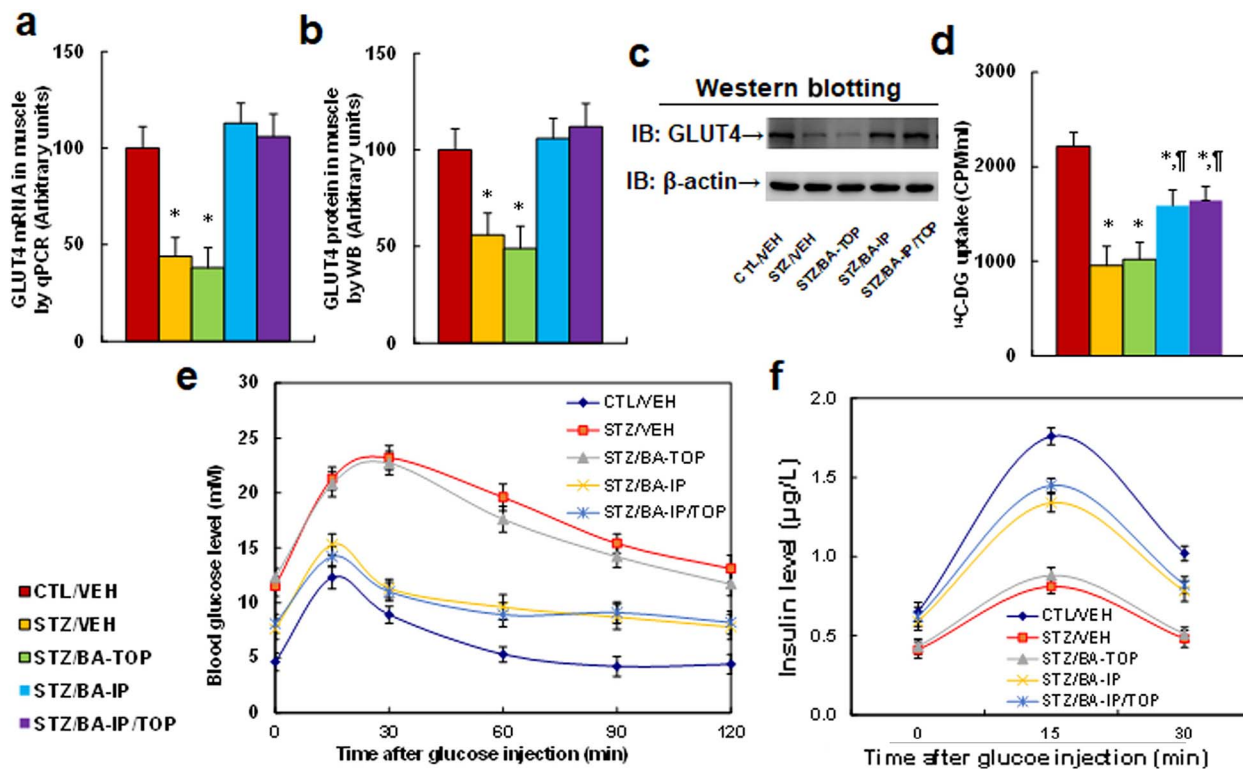 a
GLUT4 mRNA in muscle
by qPCR (Arbitrary units)
150
100
50
0
*
*
b
GLUT4 protein in muscle
by WB (Arbitrary units)
150
100
50
0
*
*
c
Western blotting
IB: GLUT4→
IB: β-actin→
CTL/VEH
STZ/VEH
STZ/BA-TOP
STZ/BA-IP
STZ/BA-IP/TOP
d
¹⁴C-DG uptake (CPM/ml)
3000
2000
1000
0
*
*
*,¶
*,¶
CTL/VEH
STZ/VEH
STZ/BA-TOP
STZ/BA-IP
STZ/BA-IP/TOP
e
Blood glucose level (mM)
30
25
20
15
10
5
0
CTL/VEH
STZ/VEH
STZ/BA-TOP
STZ/BA-IP
STZ/BA-IP/TOP
0 30 60 90 120
Time after glucose injection (min)
f
Insulin level (µg/L)
2.0
1.5
1.0
0.5
0.0
CTL/VEH
STZ/VEH
STZ/BA-TOP
STZ/BA-IP
STZ/BA-IP/TOP
0 15 30
Time after glucoe injection (min)